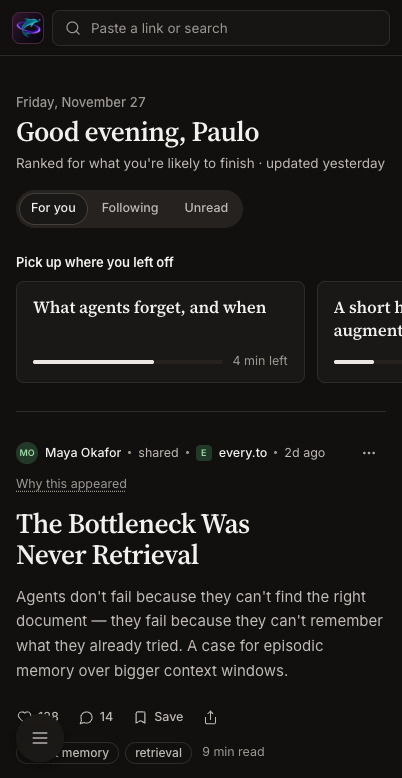 Paste a link or search
Friday, November 27
Good evening, Paulo
Ranked for what you're likely to finish · updated yesterday
For you
Following
Unread
Pick up where you left off
What agents forget, and when
4 min left
A short
augment
MO Maya Okafor • shared • E every.to • 2d ago
Why this appeared
The Bottleneck Was
Never Retrieval
Agents don't fail because they can't find the right
document — they fail because they can't remember
what they already tried. A case for episodic
memory over bigger context windows.
14
Save
memory
retrieval
9 min read